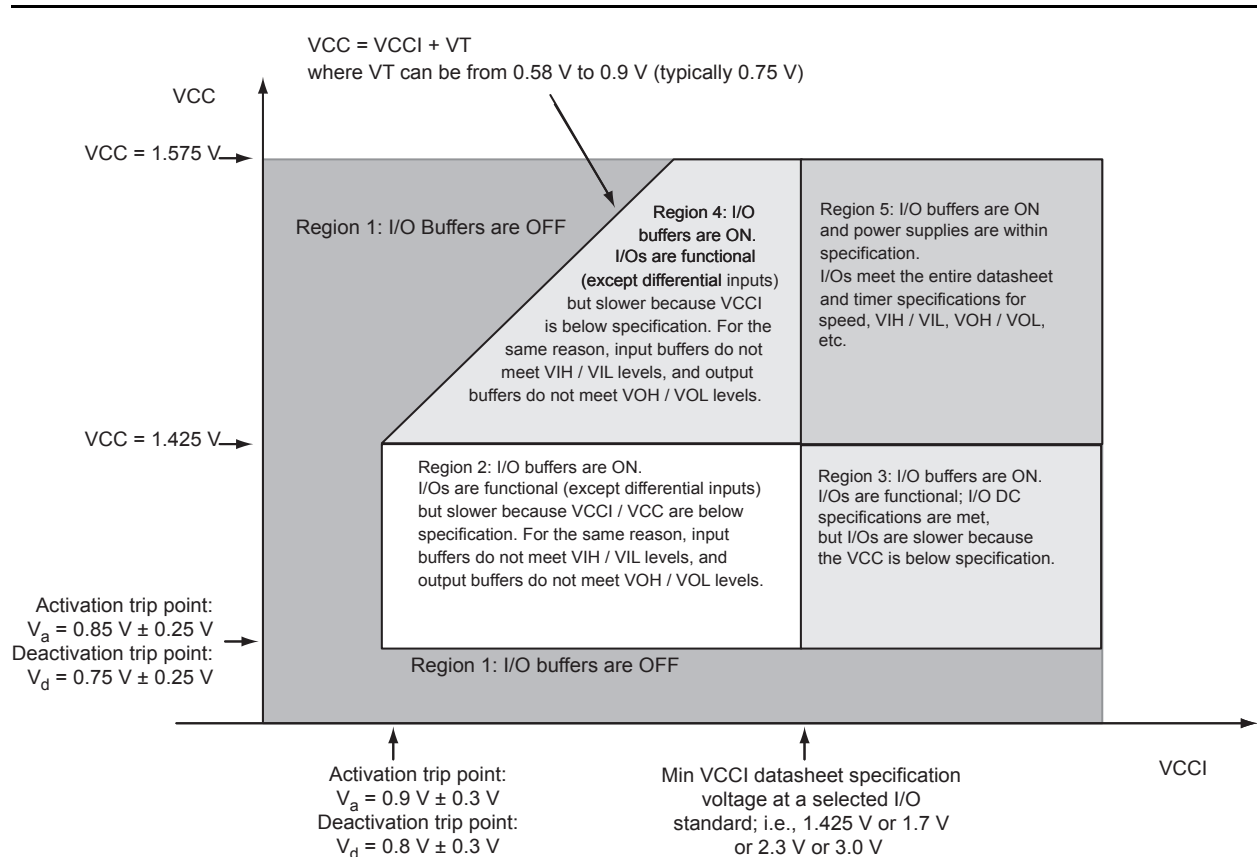 VCC = VCCI + VT
where VT can be from 0.58 V to 0.9 V (typically 0.75 V)
VCC
VCC = 1.575 V
Region 1: I/O Buffers are OFF
Region 4: I/O
buffers are ON.
I/Os are functional
(except differential inputs)
but slower because VCCI
is below specification. For the
same reason, input buffers do not
meet VIH / VIL levels, and output
buffers do not meet VOH / VOL levels.
Region 5: I/O buffers are ON
and power supplies are within
specification.
I/Os meet the entire datasheet
and timer specifications for
speed, VIH / VIL, VOH / VOL,
etc.
VCC = 1.425 V
Region 2: I/O buffers are ON.
I/Os are functional (except differential inputs)
but slower because VCCI / VCC are below
specification. For the same reason, input
buffers do not meet VIH / VIL levels, and
output buffers do not meet VOH / VOL levels.
Region 3: I/O buffers are ON.
I/Os are functional; I/O DC
specifications are met,
but I/Os are slower because
the VCC is below specification.
Activation trip point:
Va = 0.85 V ± 0.25 V
Deactivation trip point:
Vd = 0.75 V ± 0.25 V
Region 1: I/O buffers are OFF
VCCI
Activation trip point:
Va = 0.9 V ± 0.3 V
Deactivation trip point:
Vd = 0.8 V ± 0.3 V
Min VCCI datasheet specification
voltage at a selected I/O
standard; i.e., 1.425 V or 1.7 V
or 2.3 V or 3.0 V